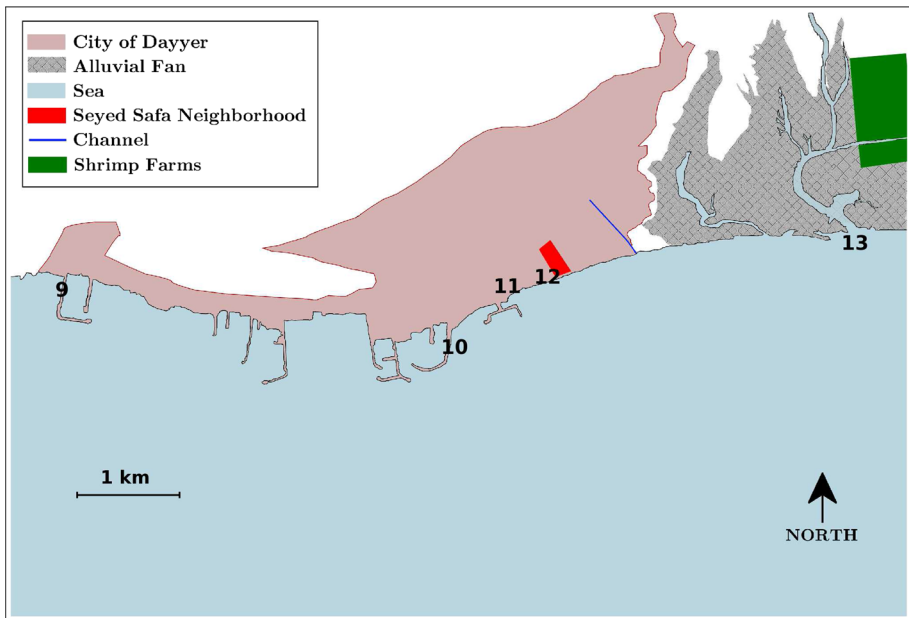 City of Dayyer
Alluvial Fan
Sea
Seyed Safa Neighborhood
Channel
Shrimp Farms
13
12
11
9
10
1 km
NORTH